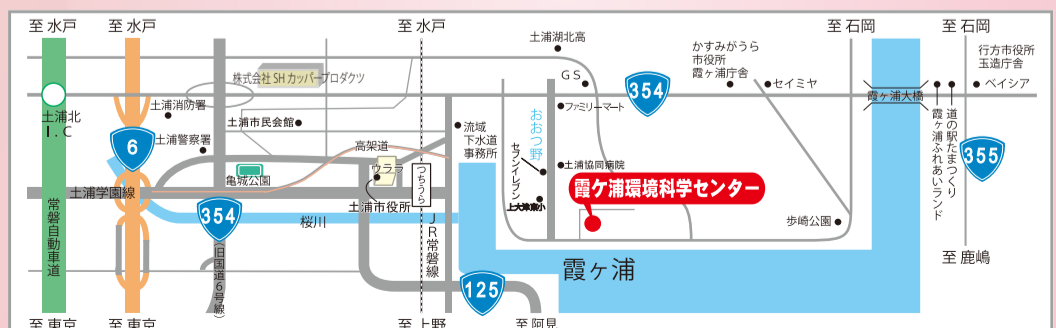 至 水戸
至 水戸
至 水戸
至 石岡
至 石岡
土浦湖北高
かすみがうら
市役所
霞ヶ浦庁舎
行方市役所
玉造庁舎
ベイシア
株式会社 SH カッパープロダクツ
GS
354
セイミヤ
霞ヶ浦大橋
土浦北
I.C
土浦消防署
土浦市民会館
ファミリーマート
おおつ野
流域
下水道
事務所
6
土浦警察署
高架道
セブンイレブン
土浦協同病院
道の駅たまつくり
霞ヶ浦ふれあいランド
355
亀城公園
ウララ
つちうら
土浦学園線
土浦市役所
上大津東小
霞ケ浦環境科学センター
354
桜川
歩崎公園
常磐自動車道
(旧国道6号線)
JR常磐線
霞ヶ浦
至 鹿嶋
125
至 東京
至 東京
至 上野
至 阿見